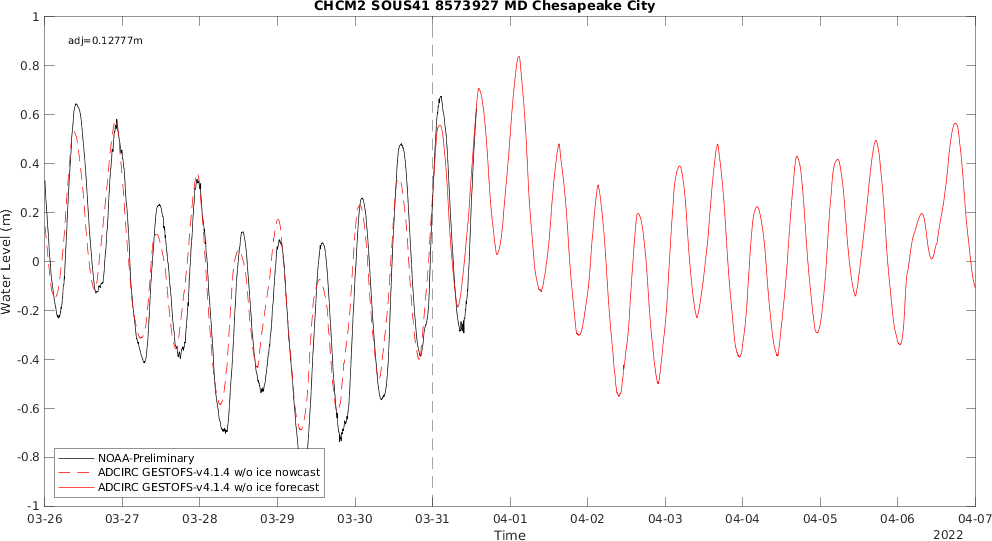 CHCM2 SOUS41 8573927 MD Chesapeake City
adj=0.12777m
1
0.8
0.6
0.4
0.2
0
-0.2
-0.4
-0.6
-0.8
-1
Water Level (m)
NOAA-Preliminary
ADCIRC GESTOFS-v4.1.4 w/o ice nowcast
ADCIRC GESTOFS-v4.1.4 w/o ice forecast
03-26 03-27 03-28 03-29 03-30 03-31 04-01 04-02 04-03 04-04 04-05 04-06 04-07
Time
2022